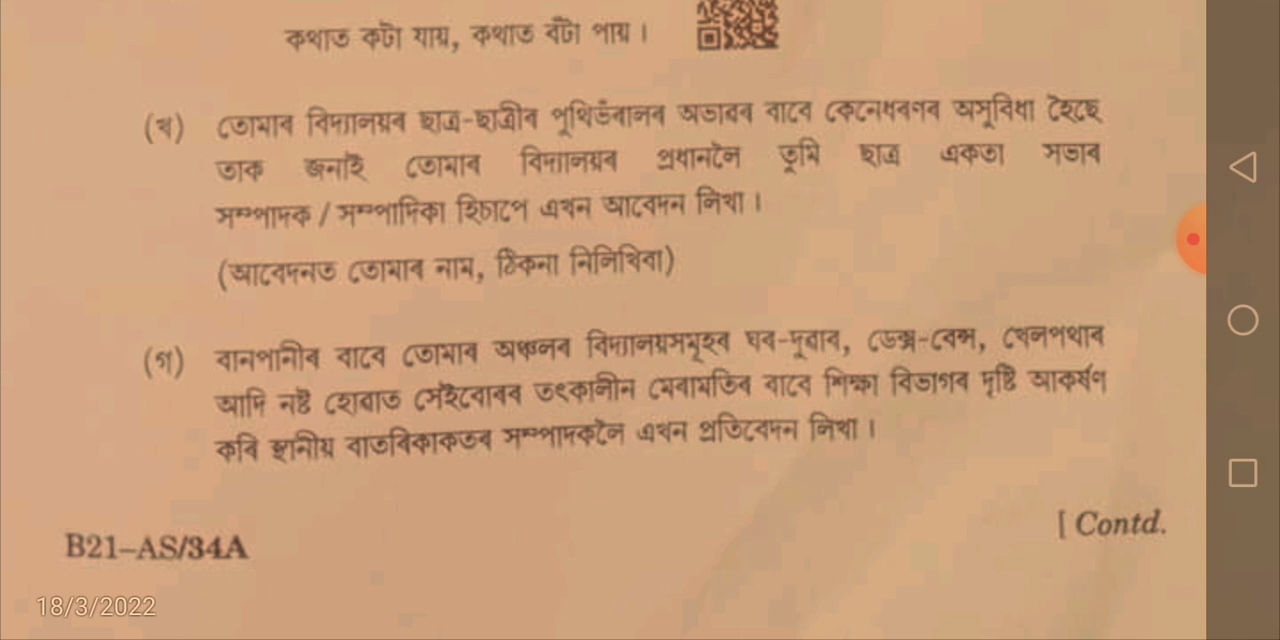 কথাত কটা যায়, কথাত বঁটা পায়।
(খ) তোমাৰ বিদ্যালয়ৰ ছাত্ৰ-ছাত্ৰীৰ পুথিভঁৰালৰ অভাৱৰ বাবে কেনেধৰণৰ অসুবিধা হৈছে
তাক জনাই তোমাৰ বিদ্যালয়ৰ প্ৰধানলৈ তুমি ছাত্ৰ একতা সভাৰ
সম্পাদক / সম্পাদিকা হিচাপে এখন আবেদন লিখা।
(আবেদনত তোমাৰ নাম, ঠিকনা নিলিখিবা)
(গ) বানপানীৰ বাবে তোমাৰ অঞ্চলৰ বিদ্যালয়সমূহৰ ঘৰ-দুৱাৰ, ডেক্স-বেঞ্চ, খেলপথাৰ
আদি নষ্ট হোৱাত সেইবোৰৰ তৎকালীন মেৰামতিৰ বাবে শিক্ষা বিভাগৰ দৃষ্টি আকৰ্ষণ
কৰি স্থানীয় বাতৰিকাকতৰ সম্পাদকলৈ এখন প্ৰতিবেদন লিখা।
[ Contd.
B21–AS/34A
18/3/2022